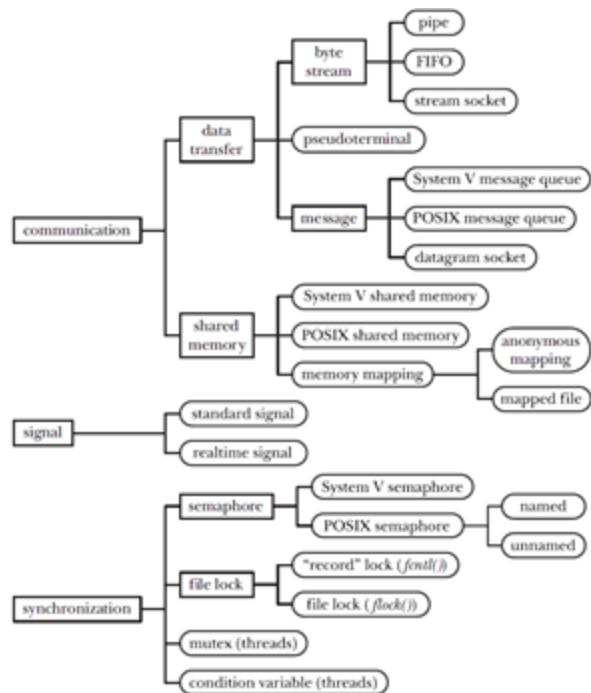 pipe
byte
stream
FIFO
stream socket
data
transfer
pseudoterminal
System V message queue
message
POSIX message queue
datagram socket
communication
System V shared memory
shared
memory
POSIX shared memory
anonymous
mapping
memory mapping
mapped file
standard signal
signal
realtime signal
System V semaphore
semaphore
named
POSIX semaphore
unnamed
"record" lock (fcntl())
file lock
file lock (flock())
synchronization
mutex (threads)
condition variable (threads)